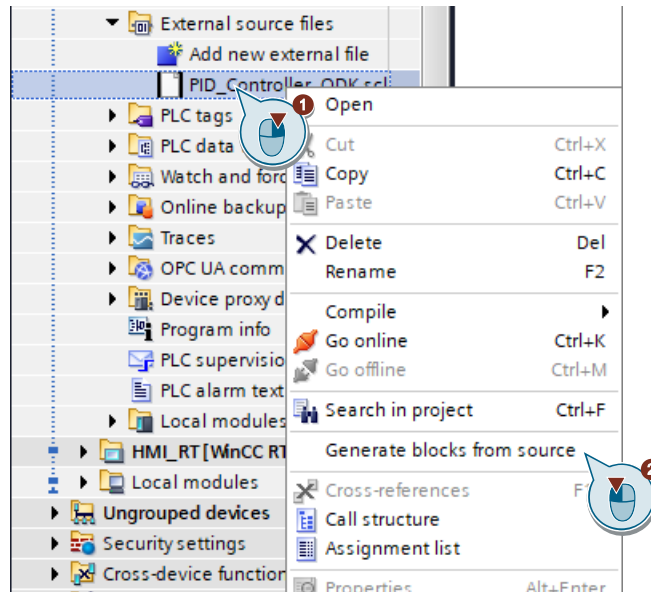 External source files
Add new external file
PID_Controller_ODK.scl
1
Open
PLC tags
Cut Ctrl+X
PLC data
Copy Ctrl+C
Watch and forc
Paste Ctrl+V
Online backup
Traces
Delete Del
OPC UA comm
Rename F2
Device proxy d
Compile
Program info
Go online Ctrl+K
PLC supervisio
Go offline Ctrl+M
PLC alarm text
Search in project Ctrl+F
Local modules
HMI_RT [WinCC RT
Generate blocks from source
2
Local modules
Cross-references
Ungrouped devices
Call structure
Security settings
Assignment list
Cross-device function
Properties Alt+Enter